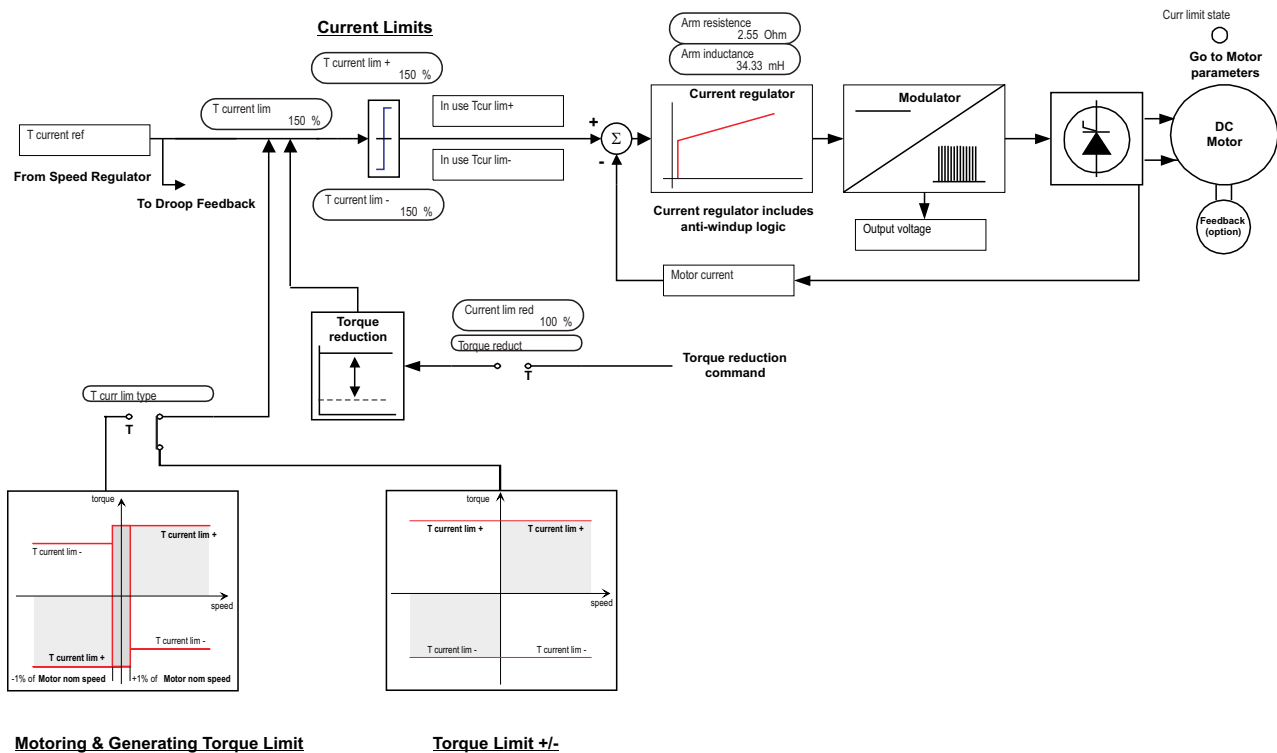 Current Limits
Arm resistence
2.55 Ohm
Arm inductance
34.33 mH
Curr limit state
Go to Motor
parameters
T current lim +
150 %
T current lim
150 %
In use Tcur lim+
Current regulator
Modulator
T current ref
+
Σ
-
DC
Motor
In use Tcur lim-
From Speed Regulator
To Droop Feedback
T current lim -
150 %
Current regulator includes
anti-windup logic
Output voltage
Feedback
(option)
Motor current
Torque
reduction
Current lim red
100 %
Torque reduct
T
Torque reduction
command
T curr lim type
T
torque
T current lim +
T current lim -
speed
T current lim -
T current lim +
-1% of Motor nom speed
+1% of Motor nom speed
torque
T current lim +
T current lim +
speed
T current lim -
T current lim -
Motoring & Generating Torque Limit
Torque Limit +/-